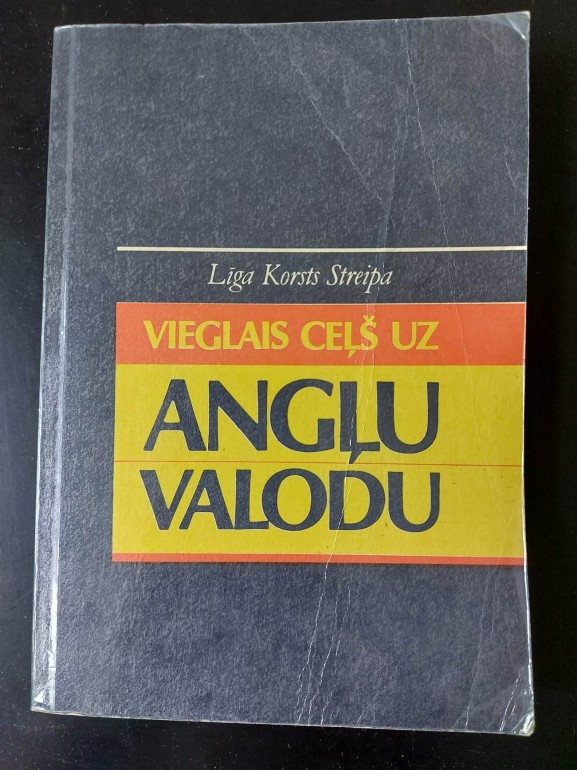 Līga Korsts Streipa
VIEGLAIS CEĻŠ UZ
ANGĻU
VALODU